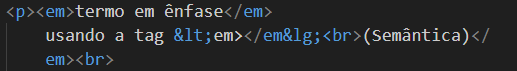 <p><em>termo em ênfase</em>
usando a tag &lt;em></em&lg;<br>(Semântica)</
em><br>